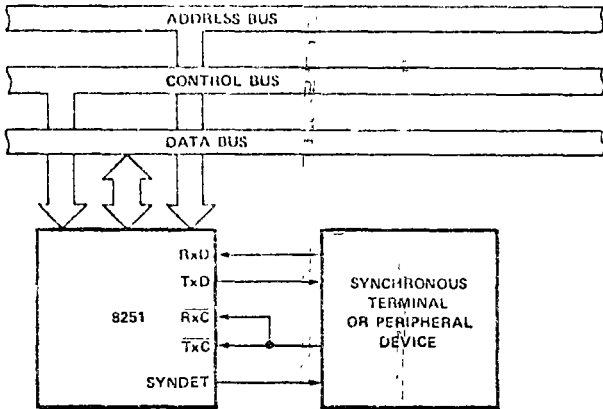 ADDRESS BUS
CONTROL BUS
DATA BUS
8251
RxD
TxD
RxC
TxC
SYNDET
SYNCHRONOUS
TERMINAL
OR PERIPHERAL
DEVICE